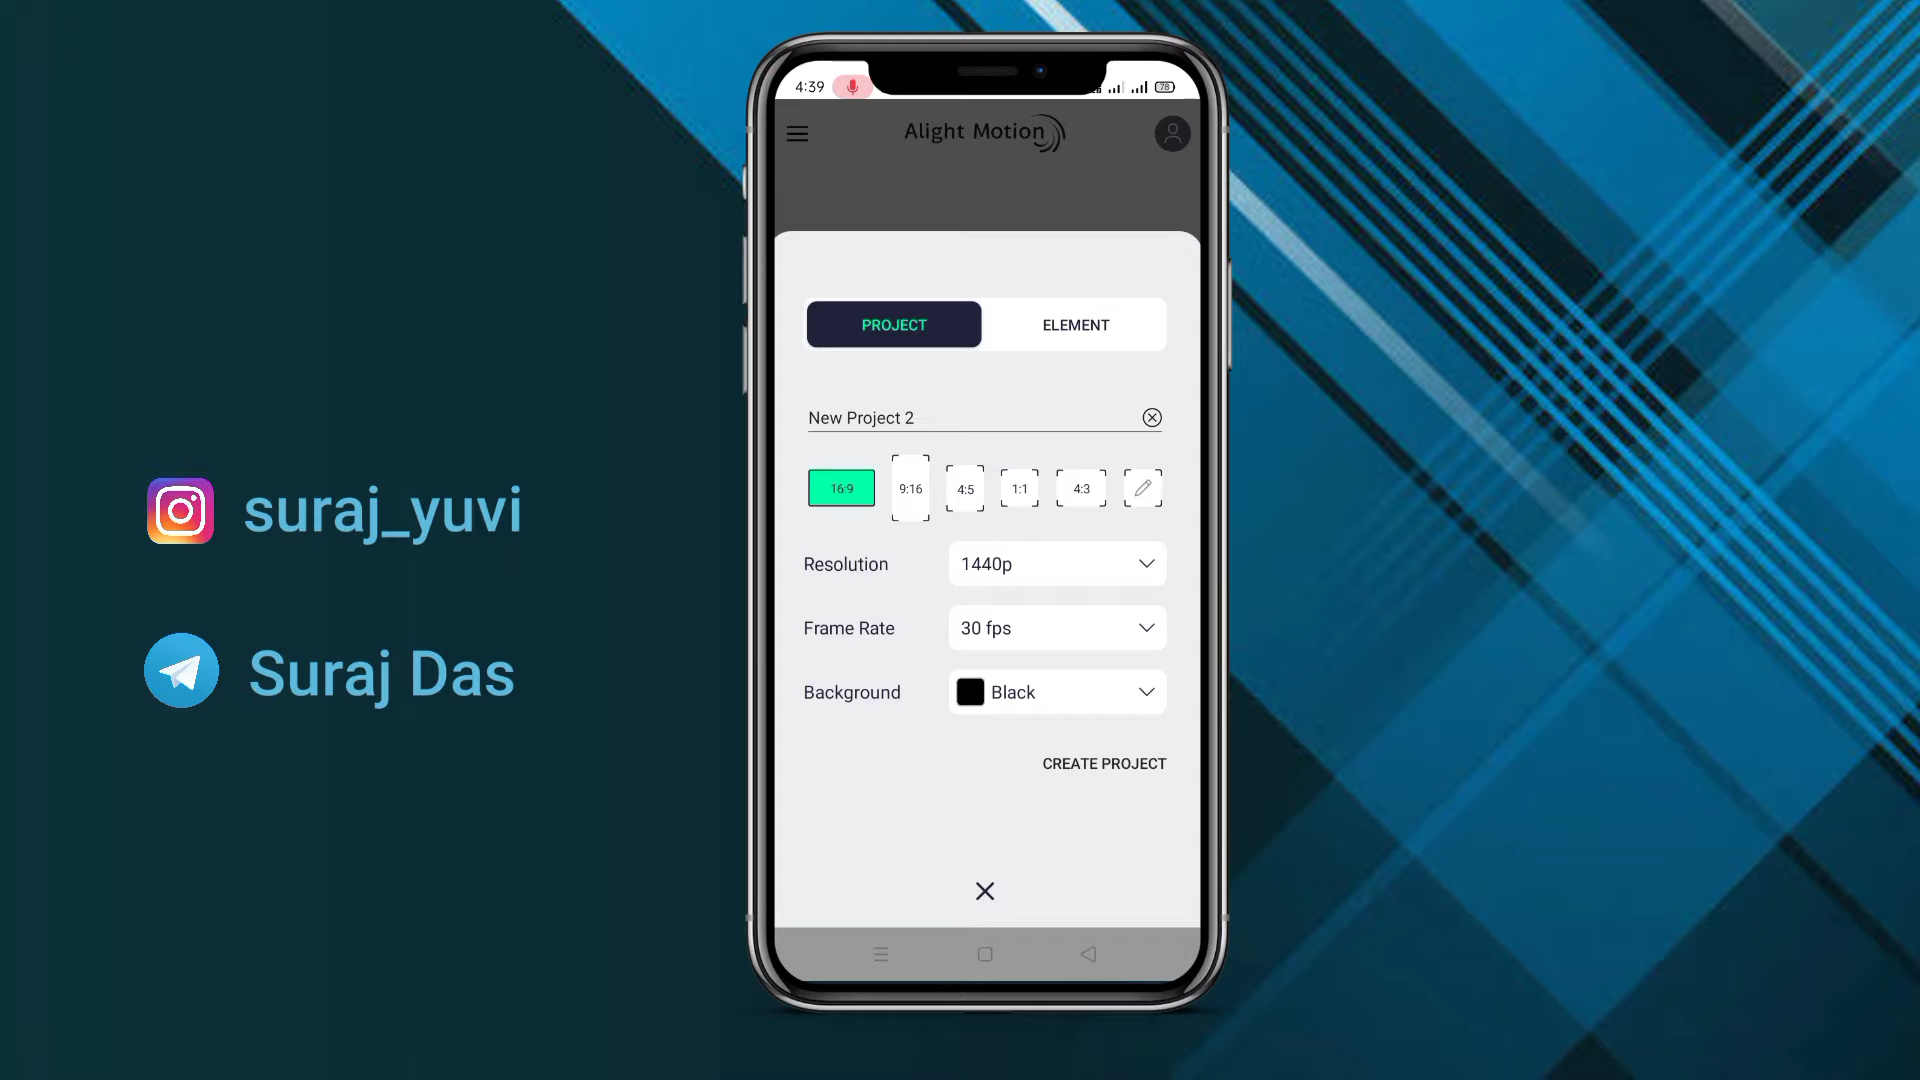 4:39
78
Alight Motion
PROJECT
ELEMENT
New Project 2
16:9
9:16
4:5
1:1
4:3
Resolution
1440p
Frame Rate
30 fps
Background
Black
CREATE PROJECT
suraj_yuvi
Suraj Das